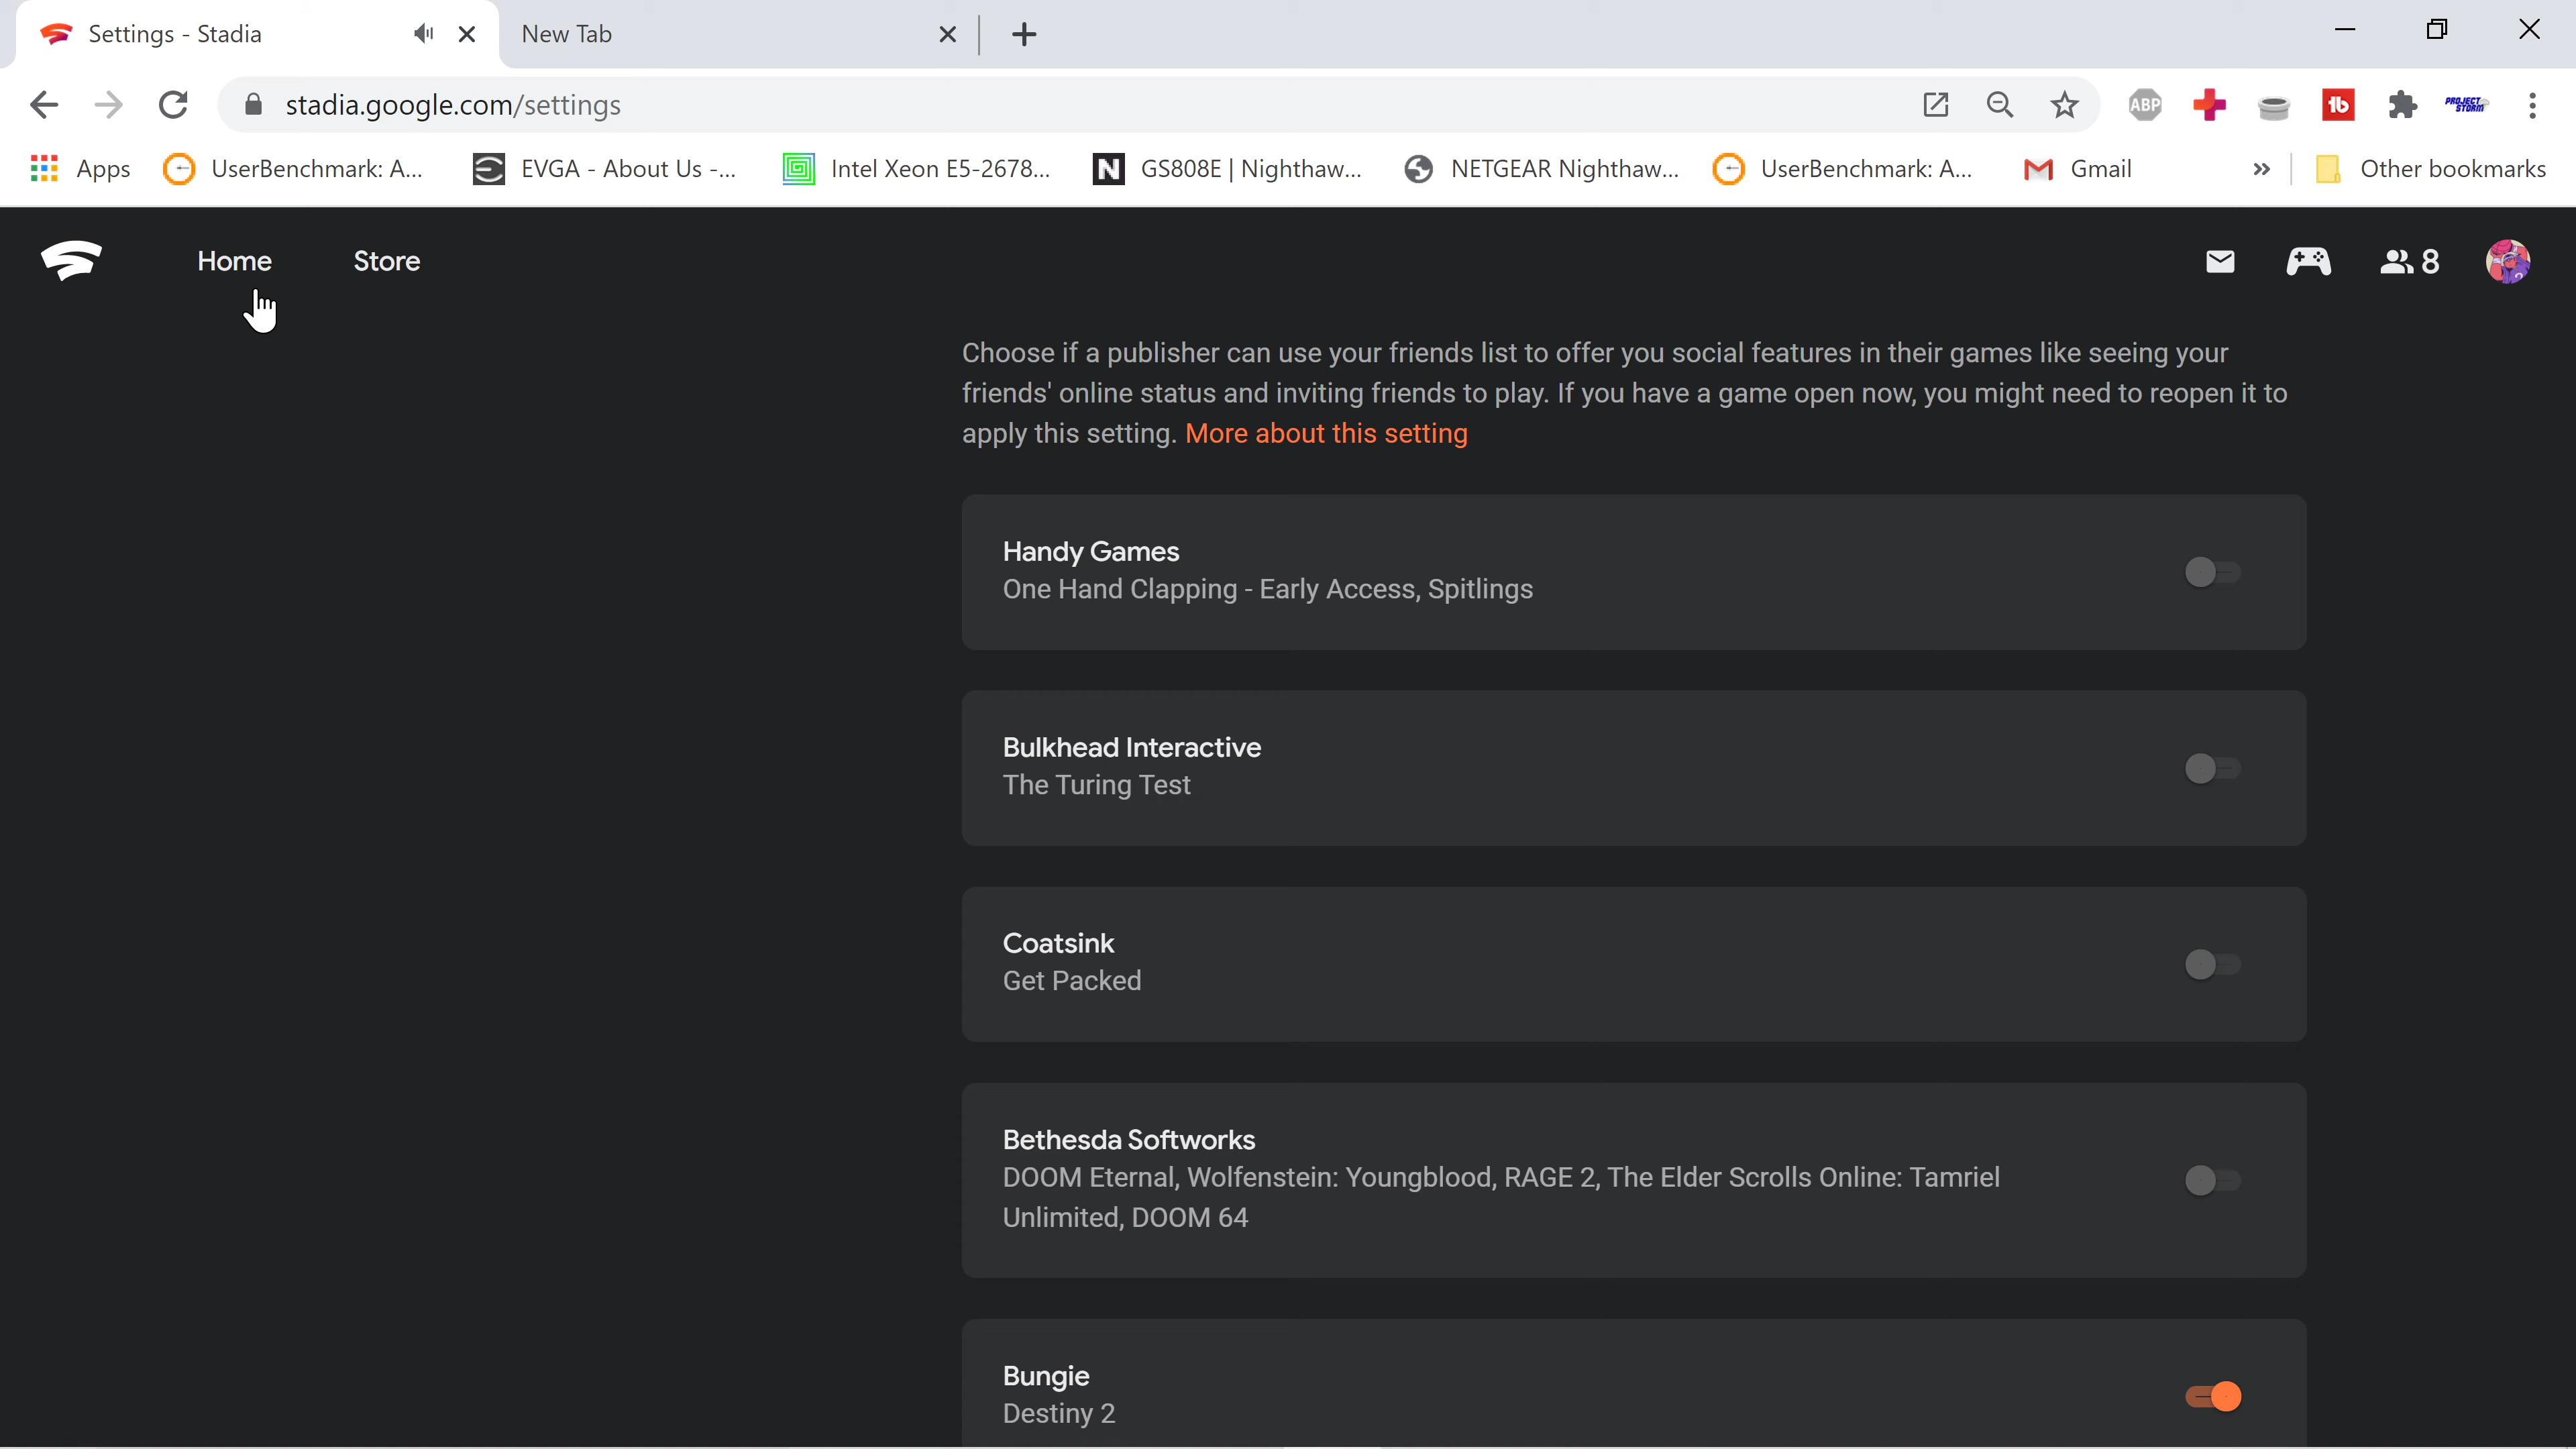 Settings - Stadia
New Tab
stadia.google.com/settings
ABP
tb
PROJECT STORM
Apps
UserBenchmark: A...
EVGA - About Us -...
Intel Xeon E5-2678...
N
GS808E | Nighthaw...
NETGEAR Nighthaw...
UserBenchmark: A...
Gmail
»
Other bookmarks
Home
Store
8
Choose if a publisher can use your friends list to offer you social features in their games like seeing your
friends' online status and inviting friends to play. If you have a game open now, you might need to reopen it to
apply this setting. More about this setting
Handy Games
One Hand Clapping - Early Access, Spitlings
Bulkhead Interactive
The Turing Test
Coatsink
Get Packed
Bethesda Softworks
DOOM Eternal, Wolfenstein: Youngblood, RAGE 2, The Elder Scrolls Online: Tamriel
Unlimited, DOOM 64
Bungie
Destiny 2